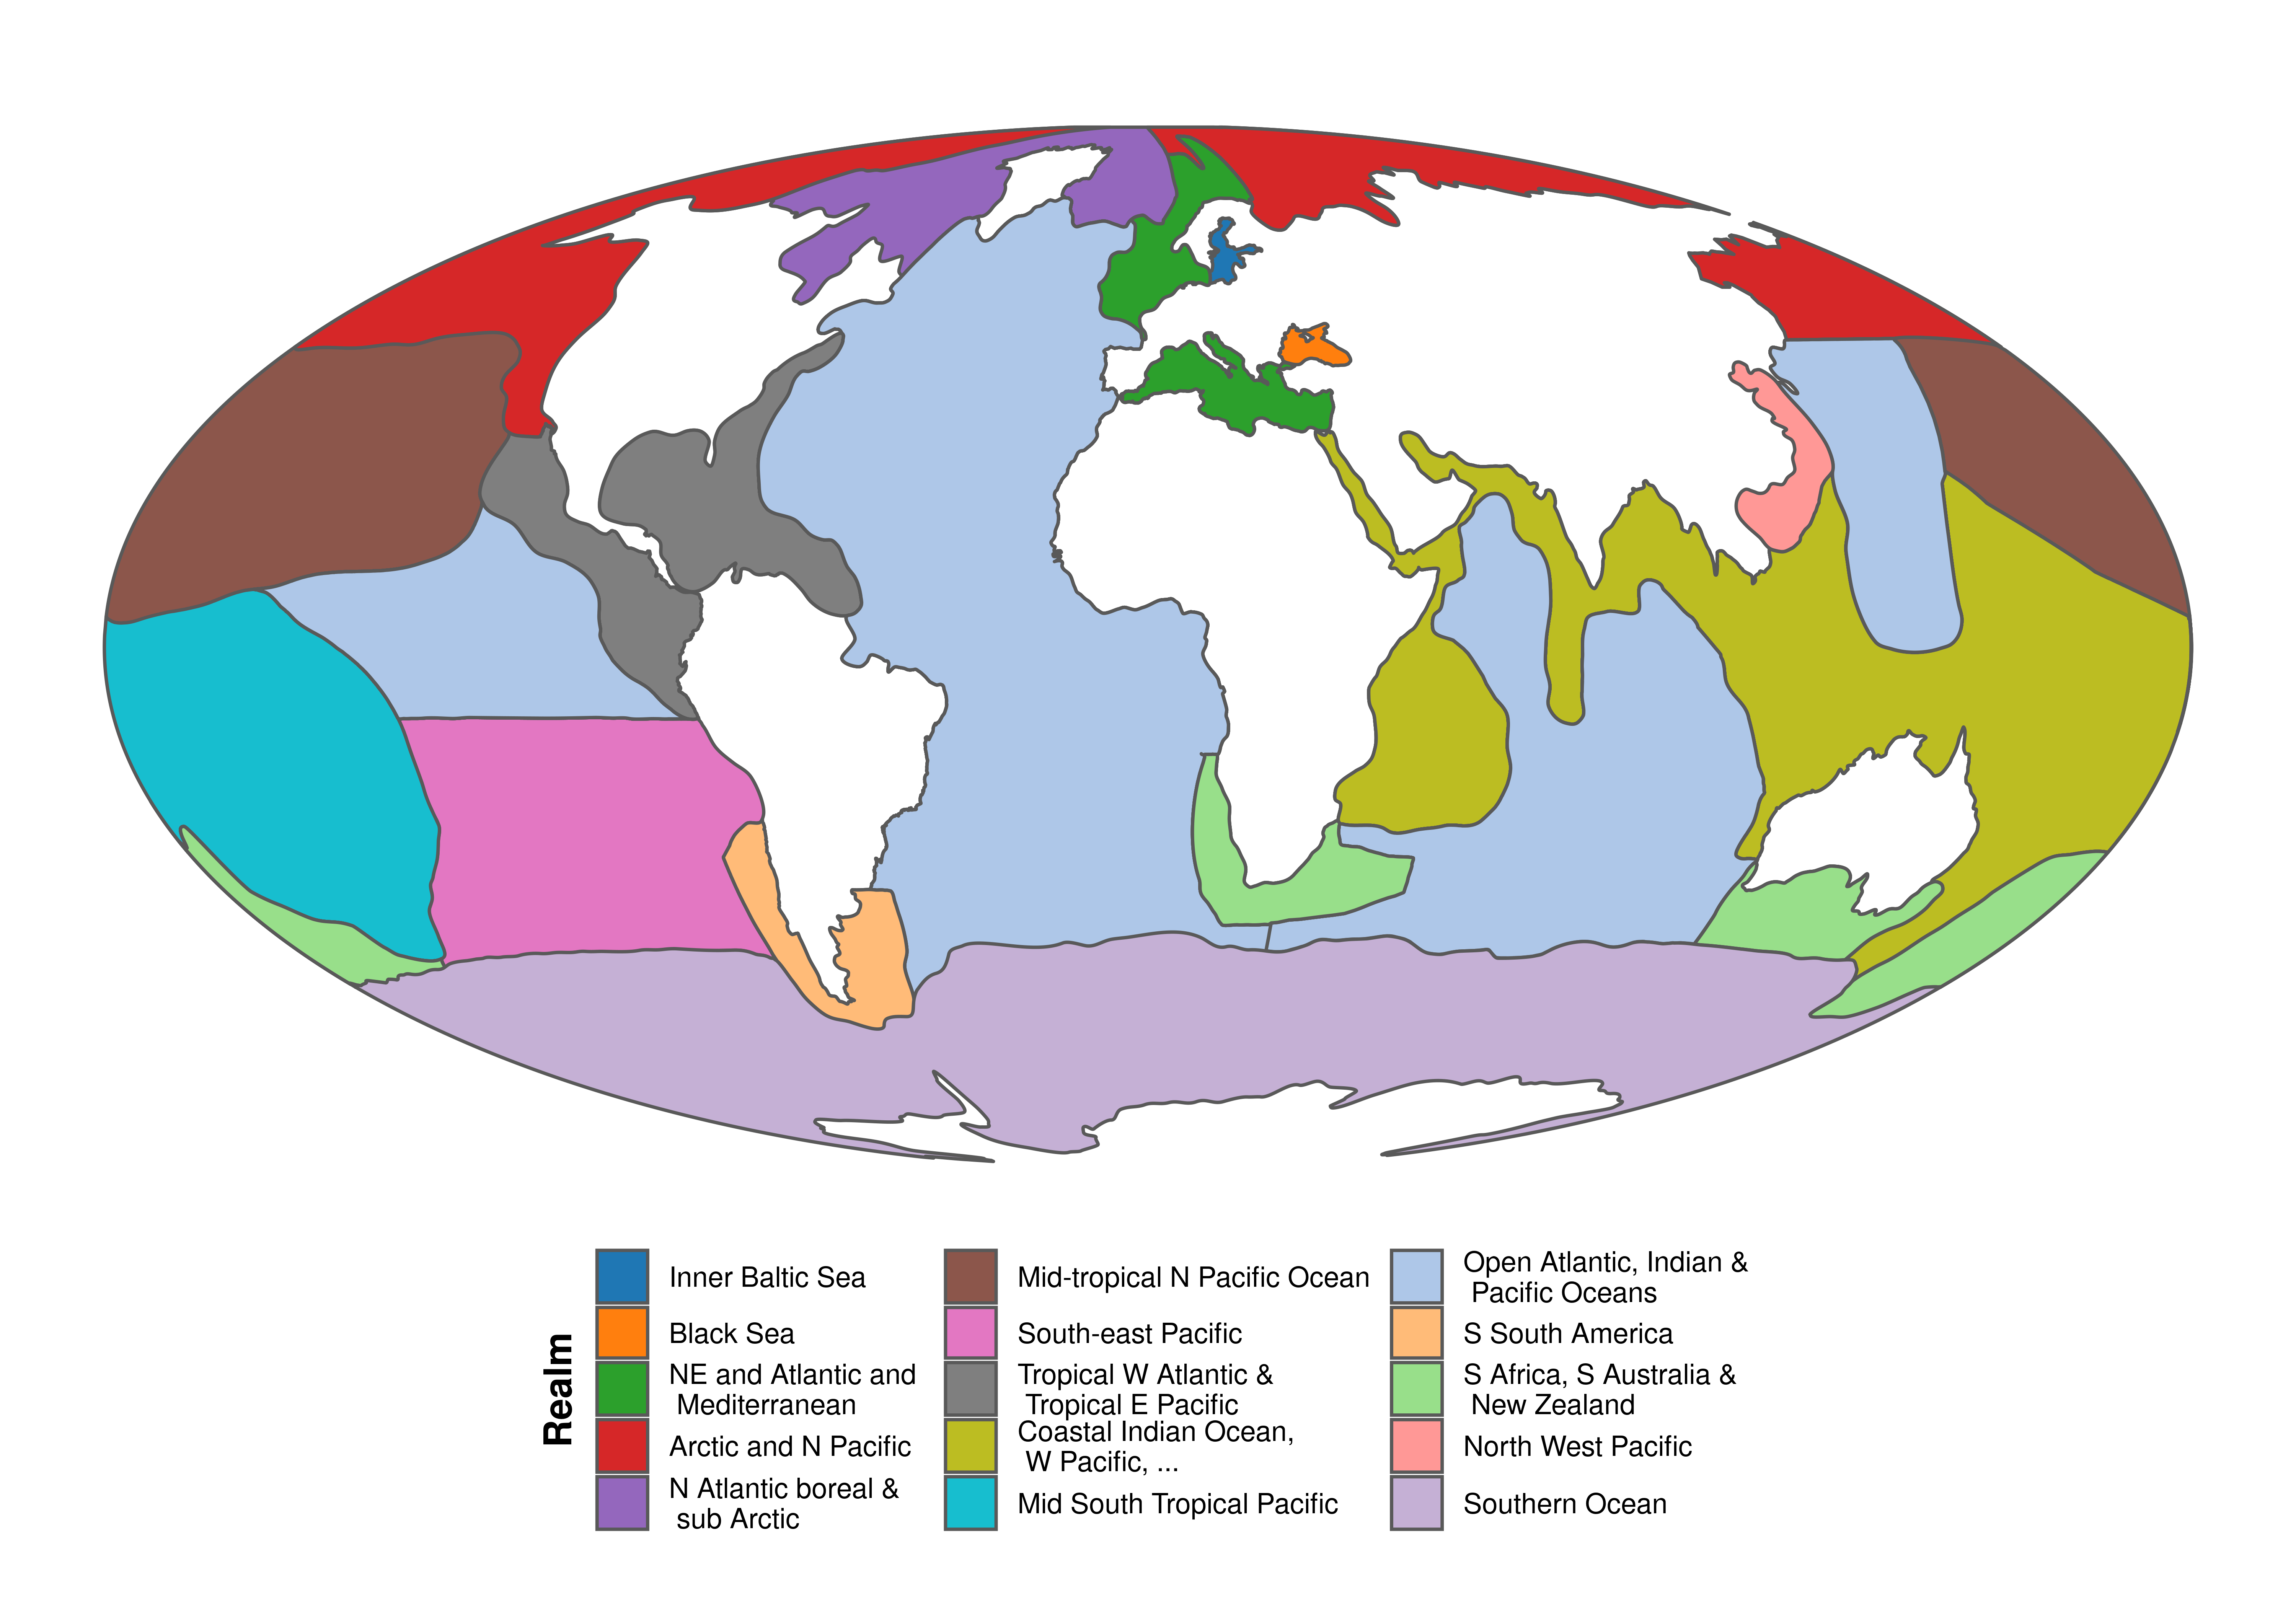 Realm
Inner Baltic Sea
Black Sea
NE and Atlantic and
Mediterranean
Arctic and N Pacific
N Atlantic boreal &
sub Arctic
Mid-tropical N Pacific Ocean
South-east Pacific
Tropical W Atlantic &
Tropical E Pacific
Coastal Indian Ocean,
W Pacific, ...
Mid South Tropical Pacific
Open Atlantic, Indian &
Pacific Oceans
S South America
S Africa, S Australia &
New Zealand
North West Pacific
Southern Ocean